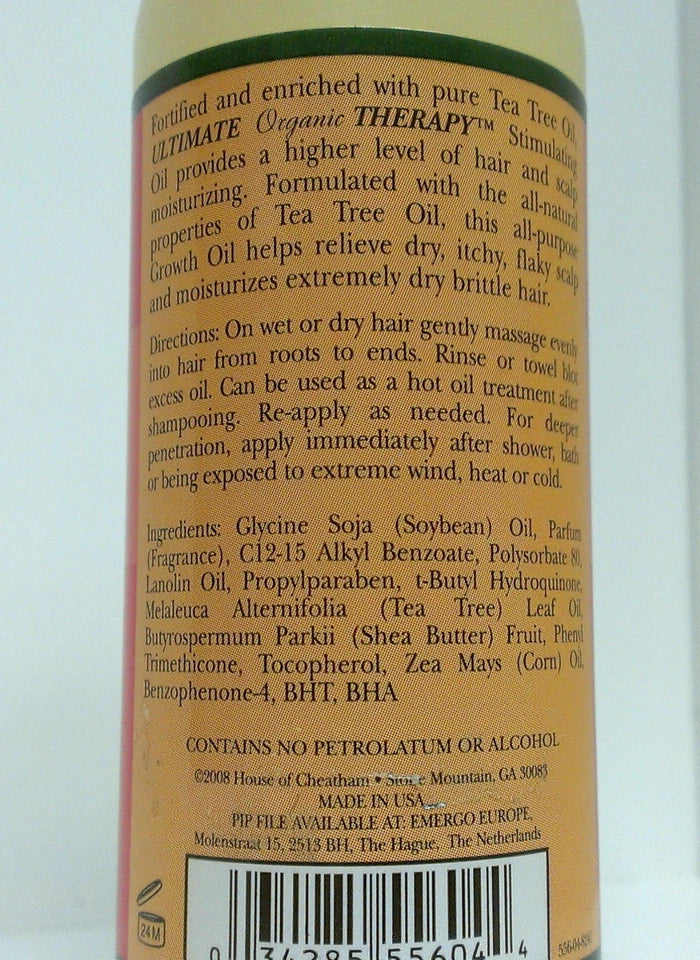 Fortified and enriched with pure Tea Tree Oil,
ULTIMATE Organic THERAPY™ Stimulating
Oil provides a higher level of hair and scalp
moisturizing. Formulated with the all-natural
properties of Tea Tree Oil, this all-purpose
Growth Oil helps relieve dry, itchy, flaky scalp
and moisturizes extremely dry brittle hair.
Directions: On wet or dry hair gently massage evenly
into hair from roots to ends. Rinse or towel blot
excess oil. Can be used as a hot oil treatment after
shampooing. Re-apply as needed. For deeper
penetration, apply immediately after shower, bath
or being exposed to extreme wind, heat or cold.
Ingredients: Glycine Soja (Soybean) Oil, Parfum
(Fragrance), C12-15 Alkyl Benzoate, Polysorbate 80,
Lanolin Oil, Propylparaben, t-Butyl Hydroquinone,
Melaleuca Alternifolia (Tea Tree) Leaf Oil,
Butyrospermum Parkii (Shea Butter) Fruit, Phenyl
Trimethicone, Tocopherol, Zea Mays (Corn) Oil,
Benzophenone-4, BHT, BHA
CONTAINS NO PETROLATUM OR ALCOHOL
©2008 House of Cheatham • Stone Mountain, GA 30083
MADE IN USA
PIP FILE AVAILABLE AT: EMERGO EUROPE,
Molenstraat 15, 2513 BH, The Hague, The Netherlands
24M
0 34285 55604 4